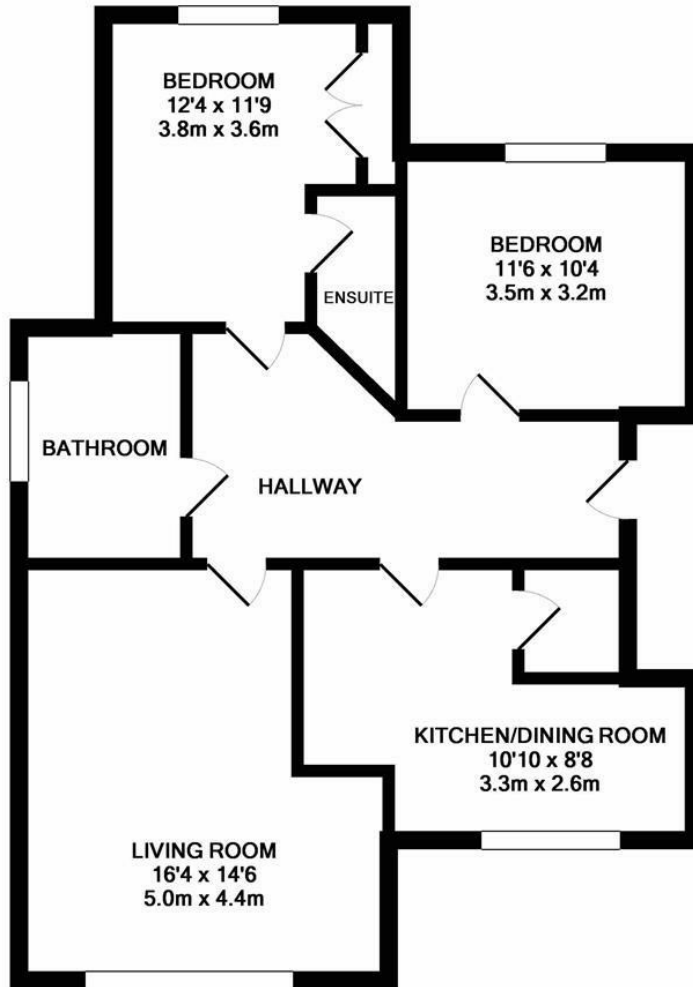 BEDROOM
12'4 x 11'9
3.8m x 3.6m
BEDROOM
11'6 x 10'4
3.5m x 3.2m
ENSUITE
BATHROOM
HALLWAY
KITCHEN/DINING ROOM
10'10 x 8'8
3.3m x 2.6m
LIVING ROOM
16'4 x 14'6
5.0m x 4.4m